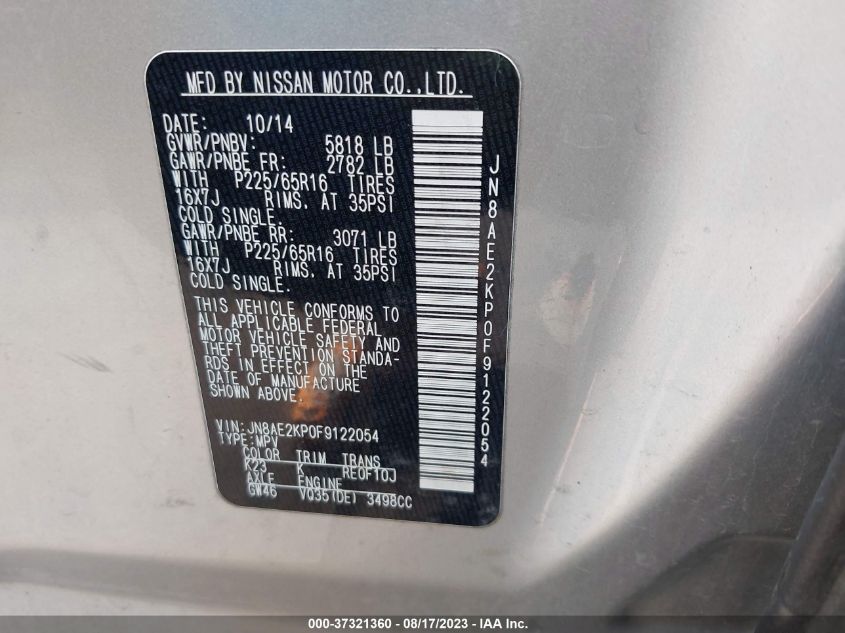 MFD BY NISSAN MOTOR CO.,LTD.
DATE: 10/14
GVWR/PNBV: 5818 LB
GAWR/PNBE FR: 2782 LB
WITH P225/65R16 TIRES
16X7J RIMS. AT 35PSI
COLD SINGLE.
GAWR/PNBE RR: 3071 LB
WITH P225/65R16 TIRES
16X7J RIMS. AT 35PSI
COLD SINGLE.
THIS VEHICLE CONFORMS TO
ALL APPLICABLE FEDERAL
MOTOR VEHICLE SAFETY AND
THEFT PREVENTION STANDA-
RDS IN EFFECT ON THE
DATE OF MANUFACTURE
SHOWN ABOVE.
VIN:JN8AE2KP0F9122054
TYPE:MPV
COLOR TRIM TRANS
K23 K RE0F10J
AXLE ENGINE
GW46 VQ35(DE) 3498CC
JN8AE2KP0F9122054
000-37321360 - 08/17/2023 - IAA Inc.